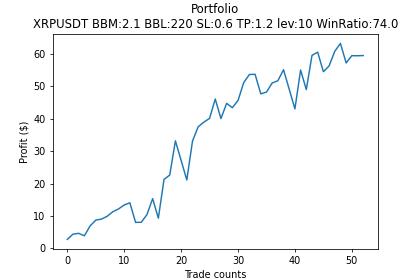 Portfolio
XRPUSDT BBM:2.1 BBL:220 SL:0.6 TP:1.2 lev:10 WinRatio:74.0
Profit ($)
60
50
40
30
20
10
0
0 10 20 30 40 50
Trade counts